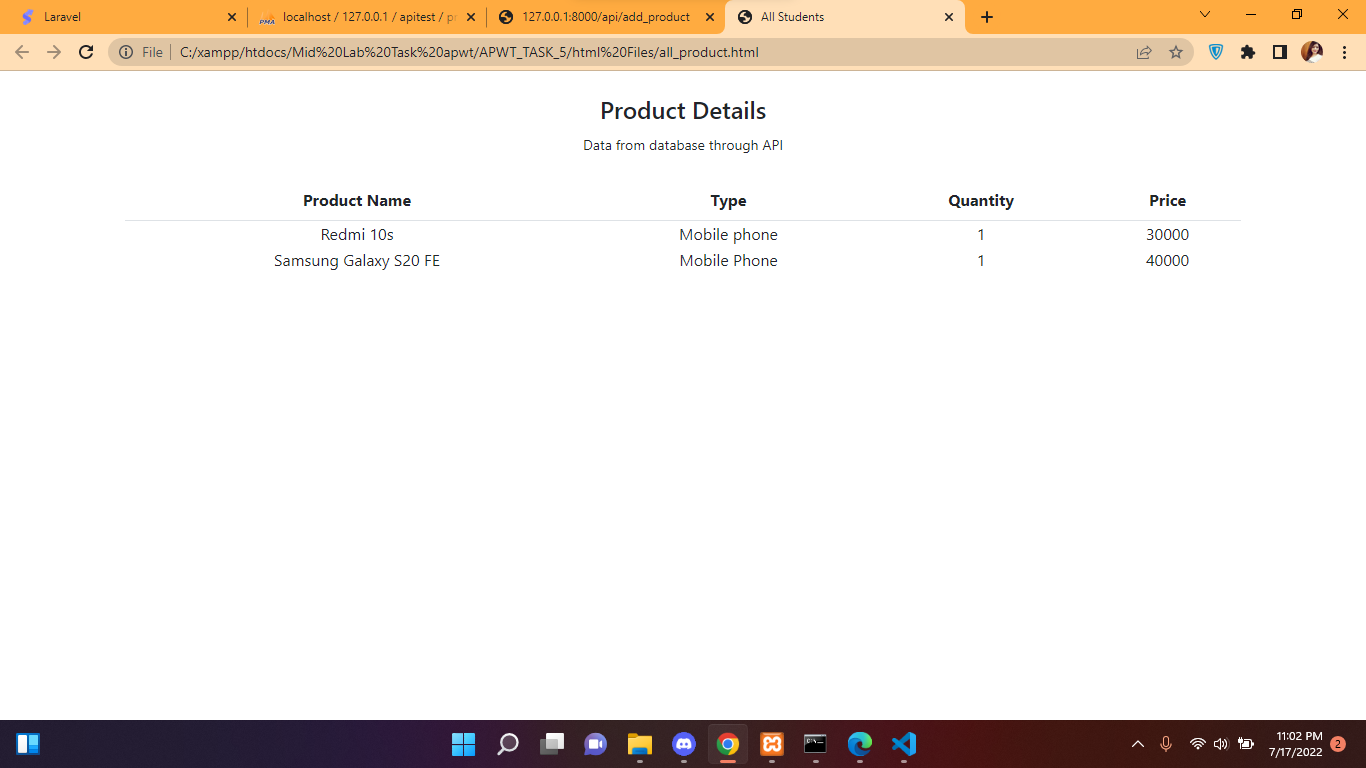 Laravel
PMA
localhost / 127.0.0.1 / apitest / pr
127.0.0.1:8000/api/add_product
All Students
File
C:/xampp/htdocs/Mid%20Lab%20Task%20apwt/APWT_TASK_5/html%20Files/all_product.html
Product Details
Data from database through API
Product Name Type Quantity Price
Redmi 10s Mobile phone 1 30000
Samsung Galaxy S20 FE Mobile Phone 1 40000
11:02 PM
7/17/2022
2